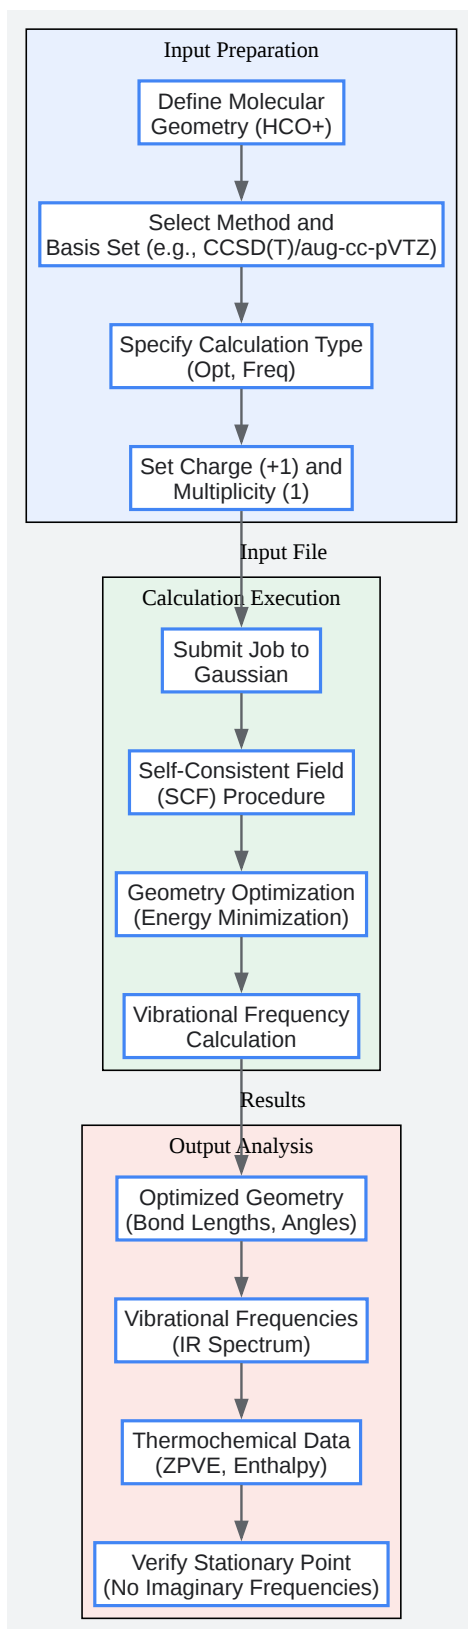 Input Preparation
Define Molecular
Geometry (HCO+)
Select Method and
Basis Set (e.g., CCSD(T)/aug-cc-pVTZ)
Specify Calculation Type
(Opt, Freq)
Set Charge (+1) and
Multiplicity (1)
Input File
Calculation Execution
Submit Job to
Gaussian
Self-Consistent Field
(SCF) Procedure
Geometry Optimization
(Energy Minimization)
Vibrational Frequency
Calculation
Results
Output Analysis
Optimized Geometry
(Bond Lengths, Angles)
Vibrational Frequencies
(IR Spectrum)
Thermochemical Data
(ZPVE, Enthalpy)
Verify Stationary Point
(No Imaginary Frequencies)